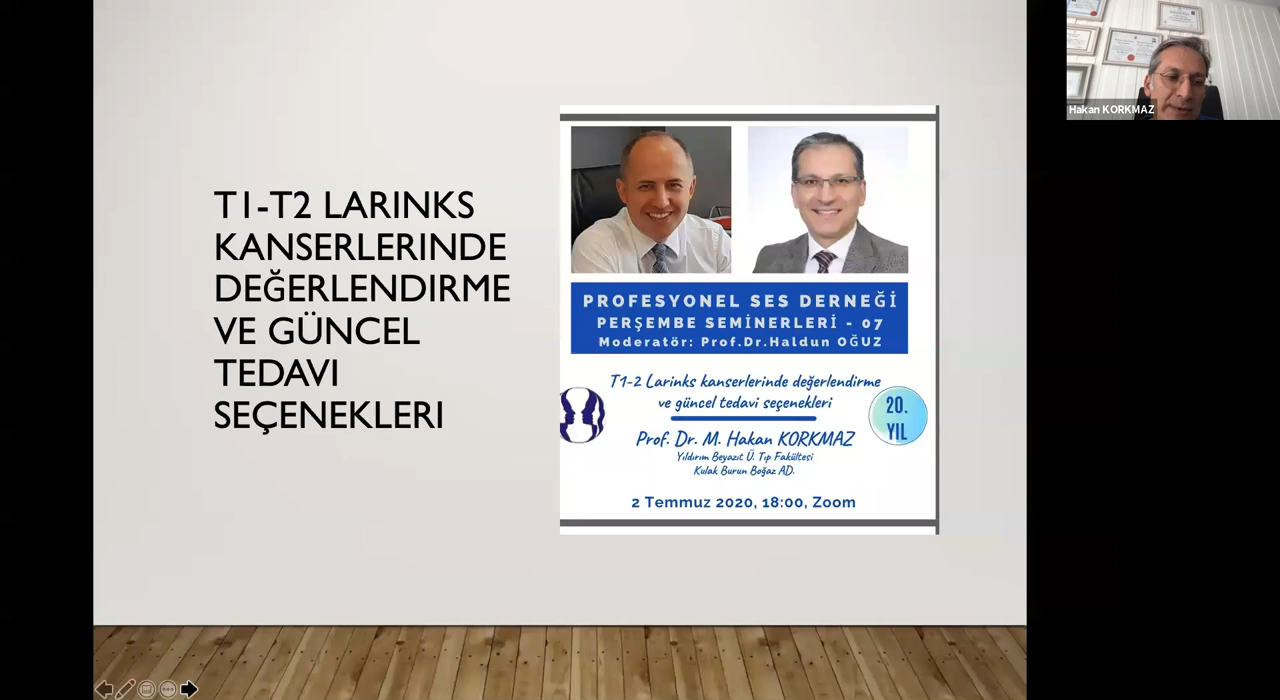 T1-T2 LARINKS
KANSERLERINDE
DEĞERLENDIRME
VE GÜNCEL
TEDAVI
SEÇENEKLERI
PROFESYONEL SES DERNEĞİ
PERŞEMBE SEMİNERLERİ - 07
Moderatör: Prof.Dr.Haldun OĞUZ
T1-2 Larinks kanserlerinde değerlendirme
ve güncel tedavi seçenekleri
20.
YIL
Prof. Dr. M. Hakan KORKMAZ
Yıldırım Beyazıt Ü. Tıp Fakültesi
Kulak Burun Boğaz AD.
2 Temmuz 2020, 18:00, Zoom
Hakan KORKMAZ